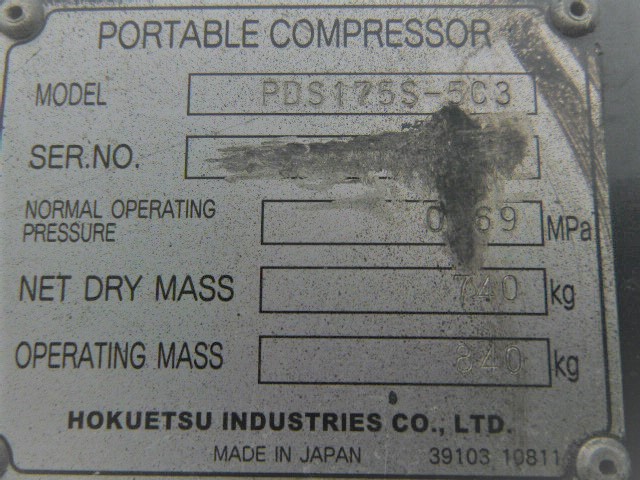 PORTABLE COMPRESSOR
MODEL PDS175S-5C3
SER.NO.
NORMAL OPERATING
PRESSURE 0.69 MPa
NET DRY MASS 740 kg
OPERATING MASS 840 kg
HOKUETSU INDUSTRIES CO., LTD.
MADE IN JAPAN 39103 10811